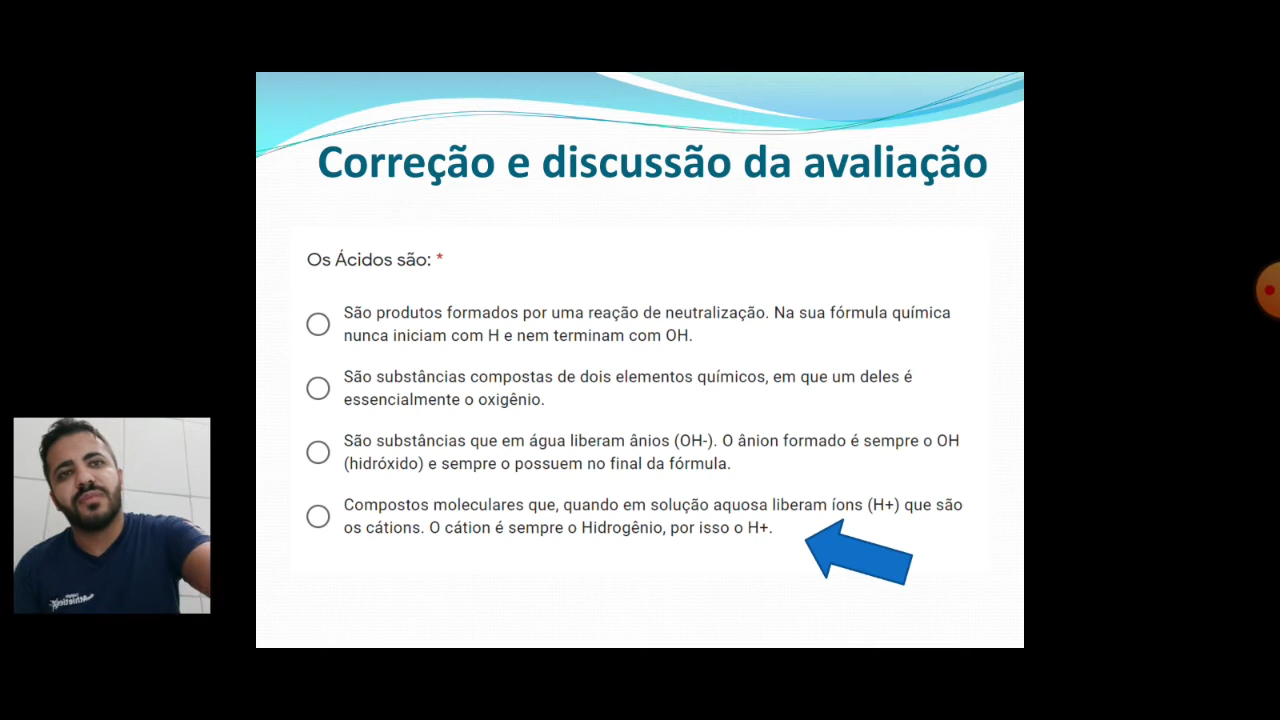 Correção e discussão da avaliação
Os Ácidos são: *
São produtos formados por uma reação de neutralização. Na sua fórmula química
nunca iniciam com H e nem terminam com OH.
São substâncias compostas de dois elementos químicos, em que um deles é
essencialmente o oxigênio.
São substâncias que em água liberam ânios (OH-). O ânion formado é sempre o OH
(hidróxido) e sempre o possuem no final da fórmula.
Compostos moleculares que, quando em solução aquosa liberam íons (H+) que são
os cátions. O cátion é sempre o Hidrogênio, por isso o H+.